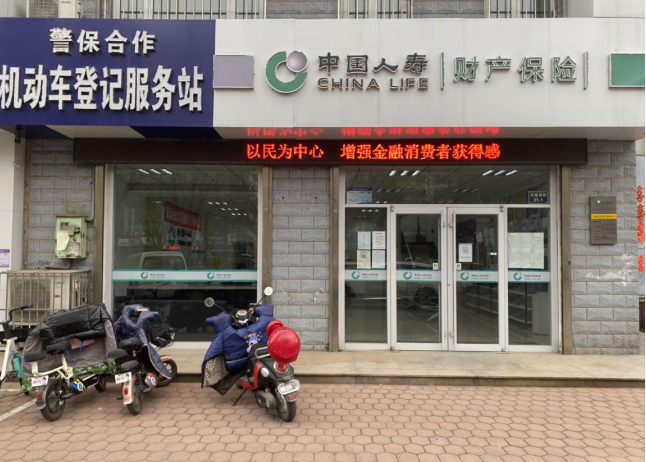 警保合作
机动车登记服务站
中国人寿
CHINA LIFE
财产保险
以民为中心 增强金融消费者获得感